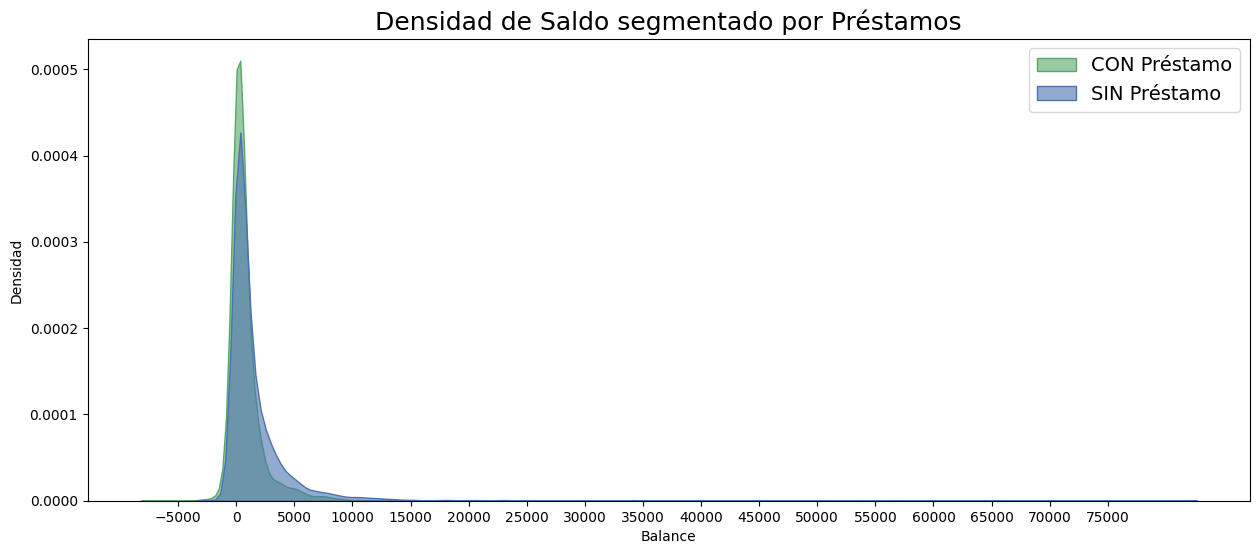 Densidad de Saldo segmentado por Préstamos
CON Préstamo
SIN Préstamo
Densidad
0.0005
0.0004
0.0003
0.0002
0.0001
0.0000
−5000 0 5000 10000 15000 20000 25000 30000 35000 40000 45000 50000 55000 60000 65000 70000 75000
Balance